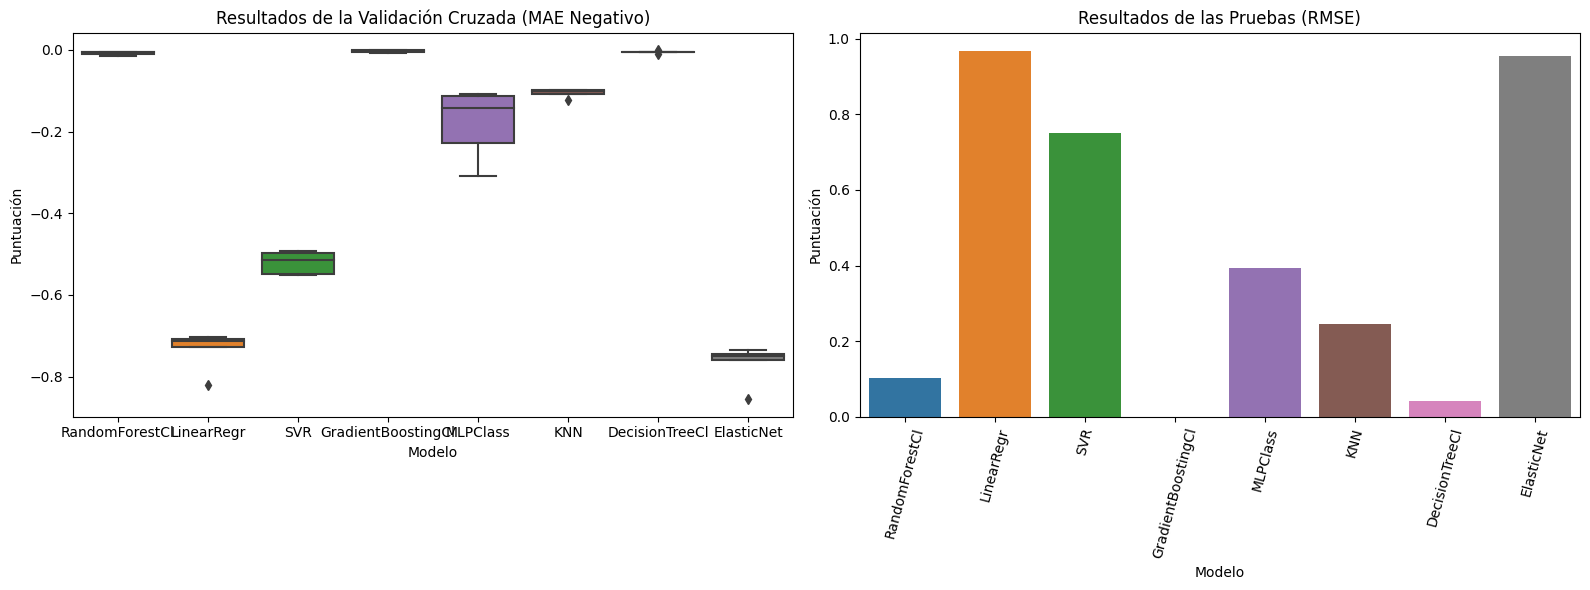 Resultados de la Validación Cruzada (MAE Negativo)
Puntuación
0.0
−0.2
−0.4
−0.6
−0.8
RandomForestCl LinearRegr SVR GradientBoostingCl MLPClass KNN DecisionTreeCl ElasticNet
Modelo
Resultados de las Pruebas (RMSE)
Puntuación
1.0
0.8
0.6
0.4
0.2
0.0
RandomForestCl LinearRegr SVR GradientBoostingCl MLPClass KNN DecisionTreeCl ElasticNet
Modelo